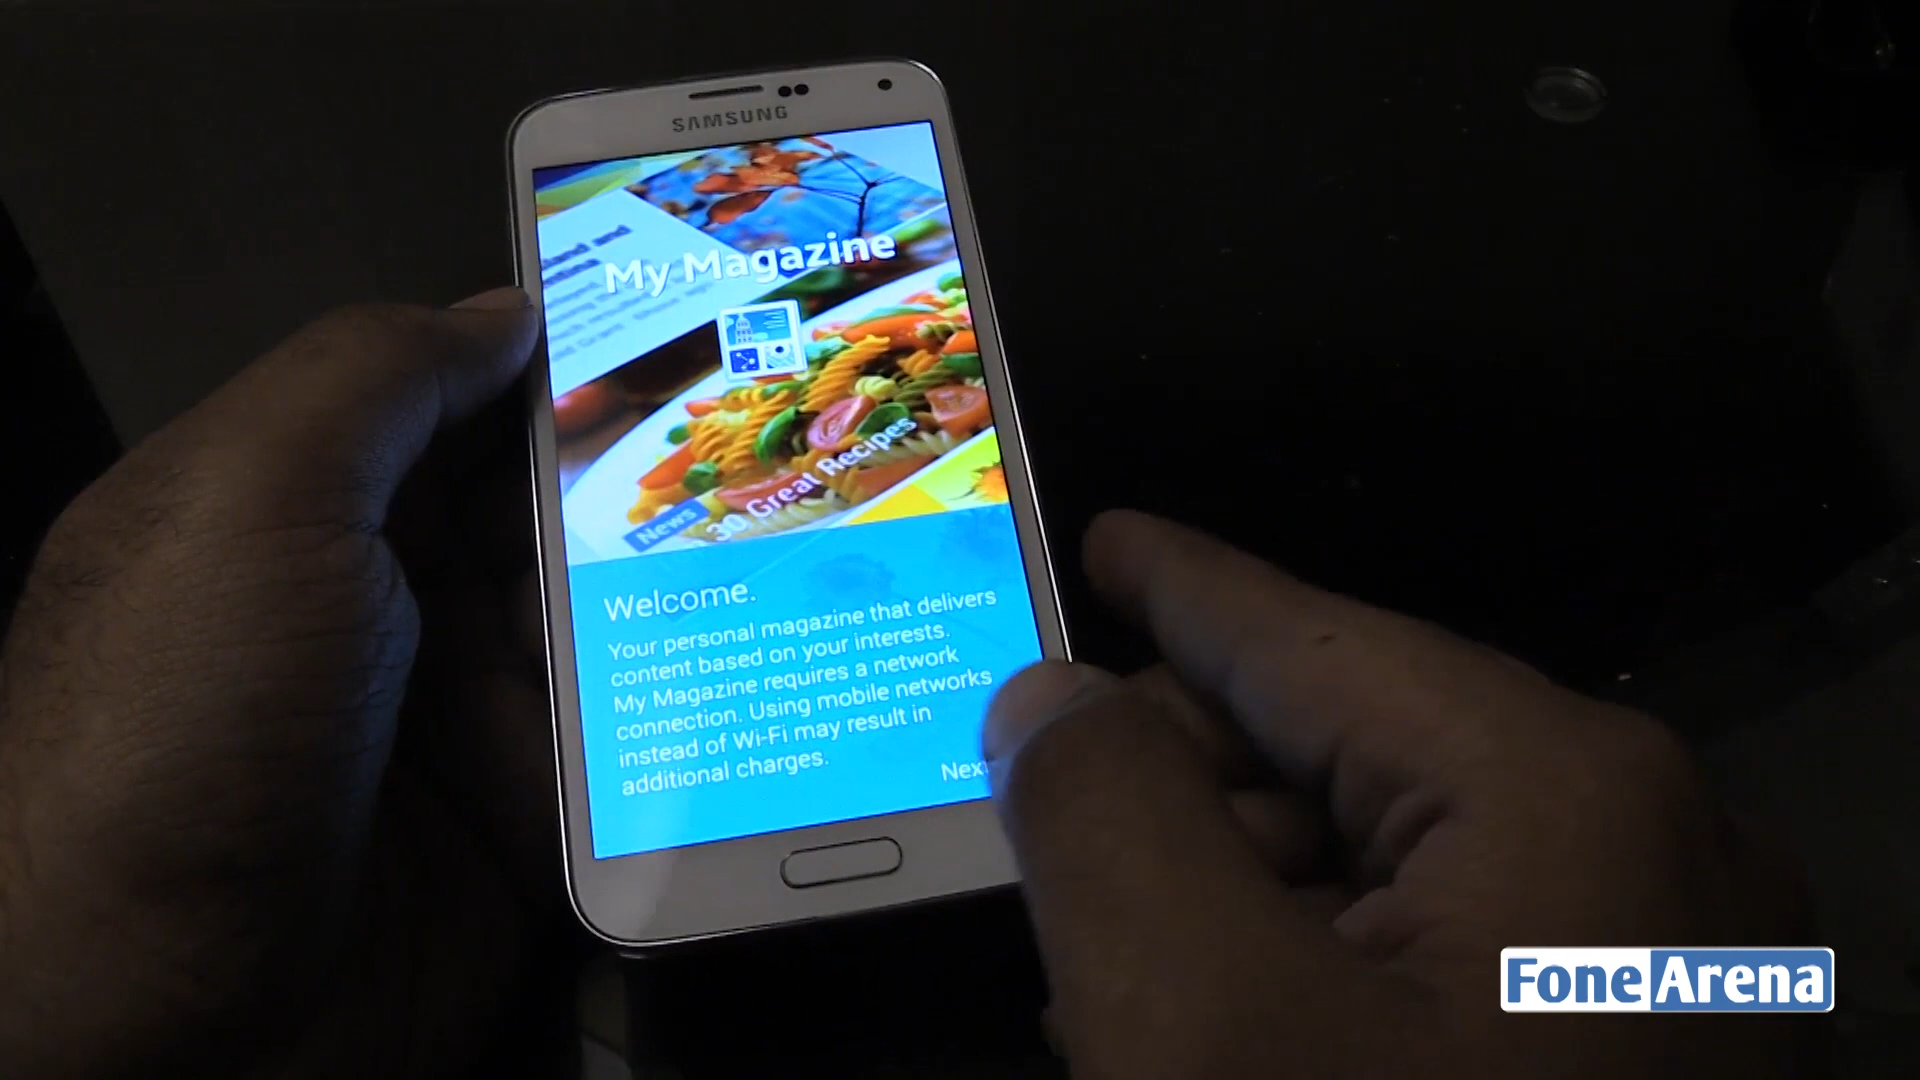 SAMSUNG
My Magazine
News
30 Great Recipes
Welcome.
Your personal magazine that delivers
content based on your interests.
My Magazine requires a network
connection. Using mobile networks
instead of Wi-Fi may result in
additional charges.
Next
FoneArena